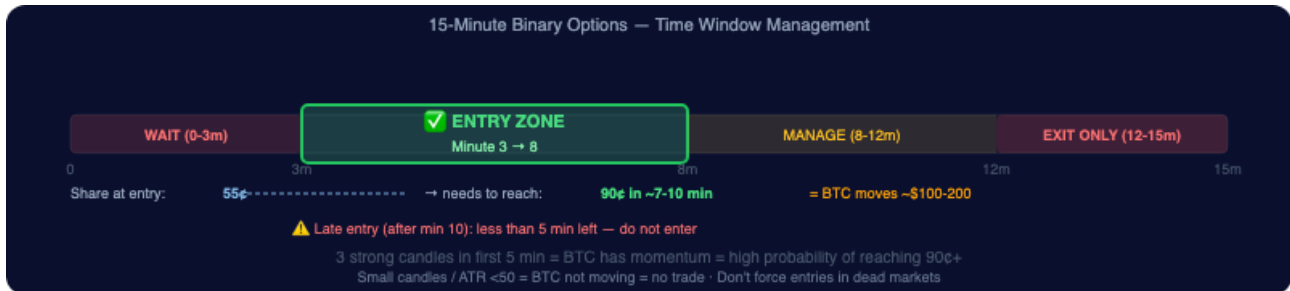 15-Minute Binary Options — Time Window Management
WAIT (0-3m)
✅ ENTRY ZONE
Minute 3 → 8
MANAGE (8-12m)
EXIT ONLY (12-15m)
0 3m 8m 12m 15m
Share at entry: 55¢ → needs to reach: 90¢ in ~7-10 min = BTC moves ~$100-200
⚠️ Late entry (after min 10): less than 5 min left — do not enter
3 strong candles in first 5 min = BTC has momentum = high probability of reaching 90¢+
Small candles / ATR <50 = BTC not moving = no trade · Don't force entries in dead markets